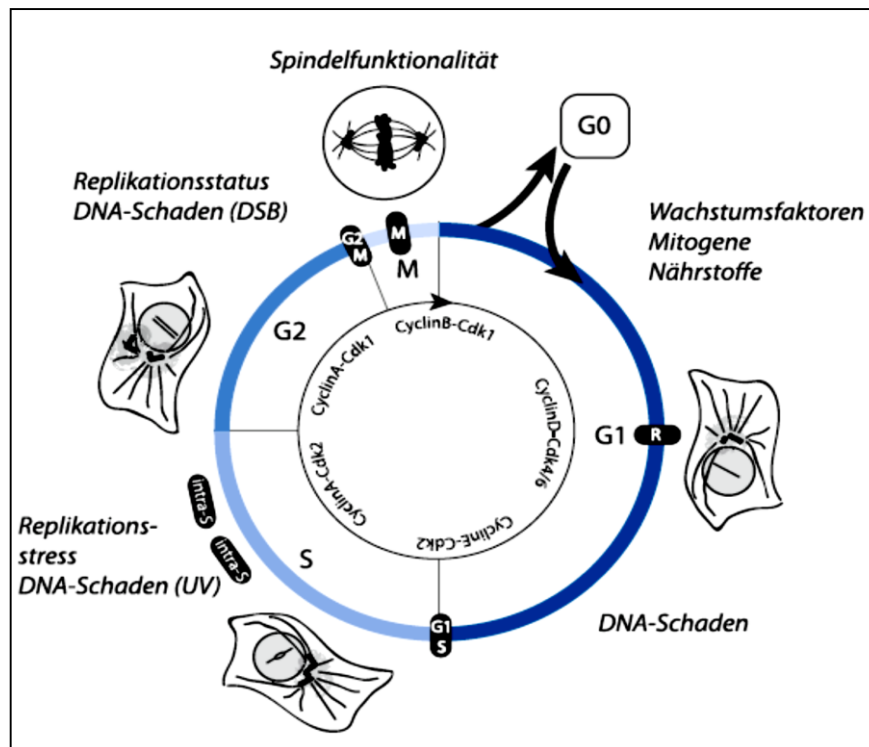 Spindelfunktionalität
G0
Replikationsstatus
DNA-Schaden (DSB)
Wachstumsfaktoren
Mitogene
Nährstoffe
G2
M
M
M
G2
CyclinA-Cdk1
CyclinB-Cdk1
CyclinD-Cdk4/6
G1
R
CyclinA-Cdk2
CyclinE-Cdk2
intra-S
intra-S
Replikations-
stress
DNA-Schaden (UV)
S
G1
S
DNA-Schaden